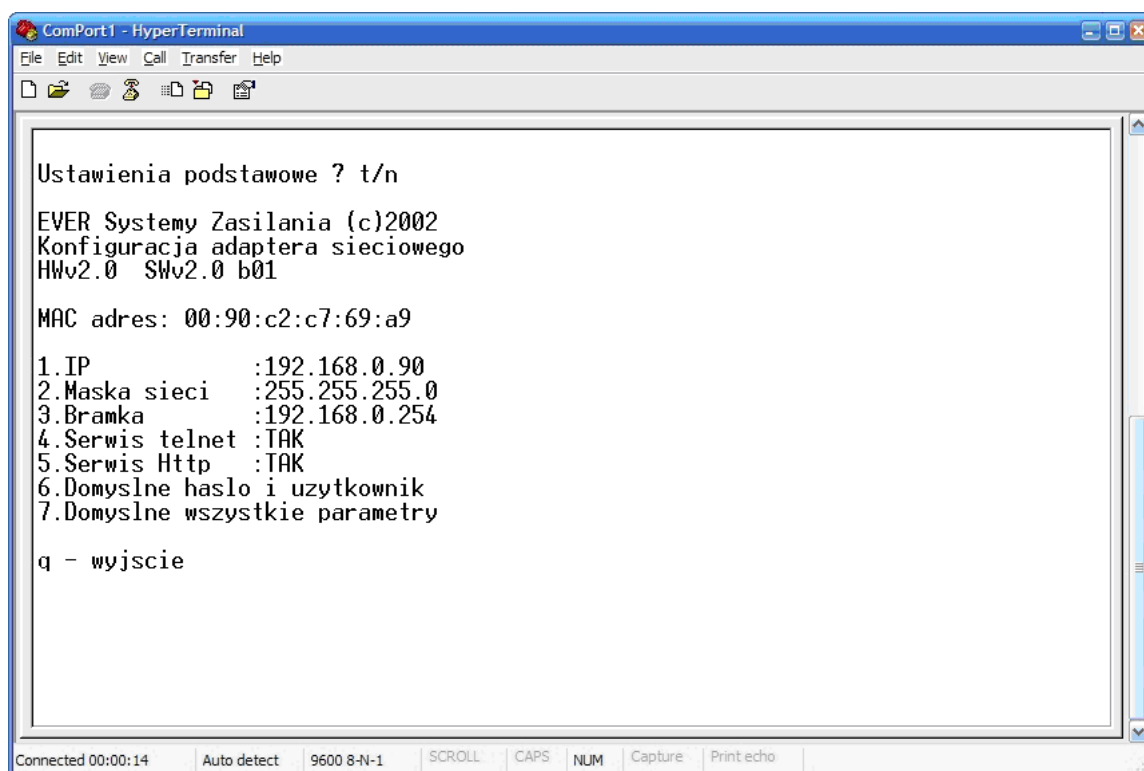 ComPort1 - HyperTerminal
File Edit View Call Transfer Help
Ustawienia podstawowe ? t/n
EVER Systemy Zasilania (c)2002
Konfiguracja adaptera sieciowego
HWv2.0 SWv2.0 b01
MAC adres: 00:90:c2:c7:69:a9
1.IP :192.168.0.90
2.Maska sieci :255.255.255.0
3.Bramka :192.168.0.254
4.Serwis telnet :TAK
5.Serwis Http :TAK
6.Domyslne haslo i uzytkownik
7.Domyslne wszystkie parametry
q - wyjscie
Connected 00:00:14 Auto detect 9600 8-N-1 SCROLL CAPS NUM Capture Print echo